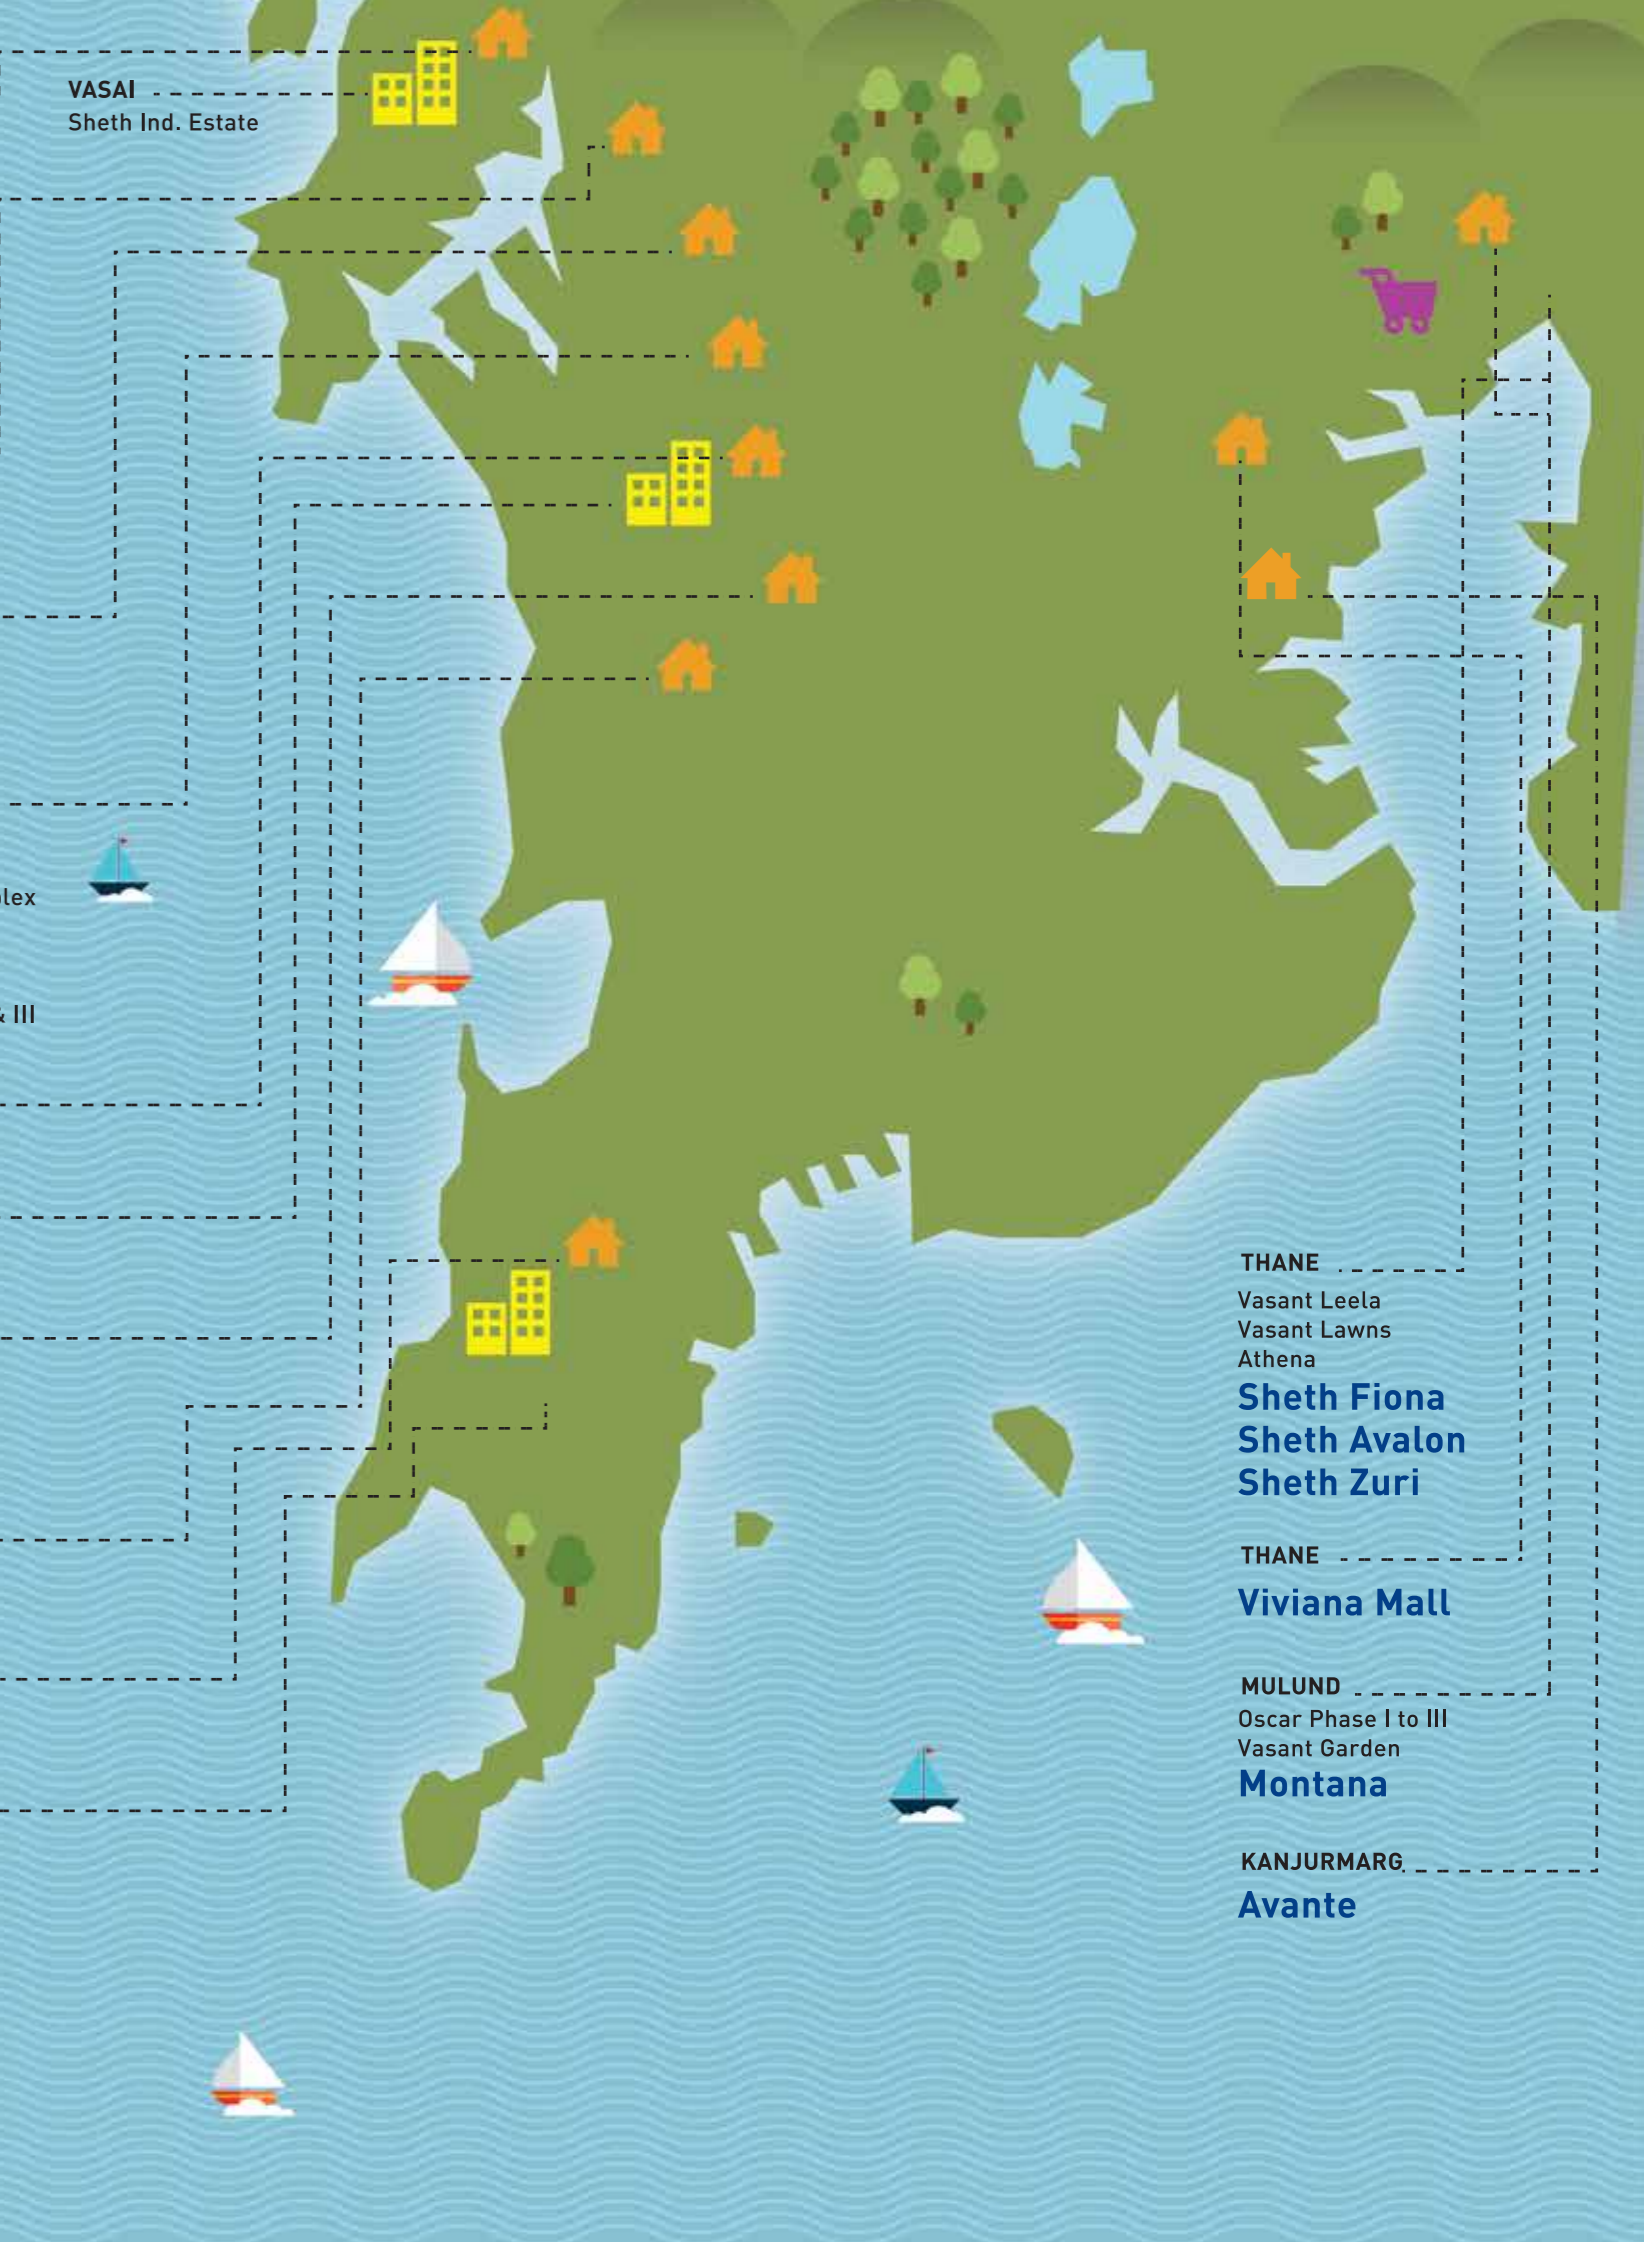 VASAI
Sheth Ind. Estate
& III
THANE
Vasant Leela
Vasant Lawns
Athena
Sheth Fiona
Sheth Avalon
Sheth Zuri
THANE
Viviana Mall
MULUND
Oscar Phase I to III
Vasant Garden
Montana
KANJURMARG
Avante